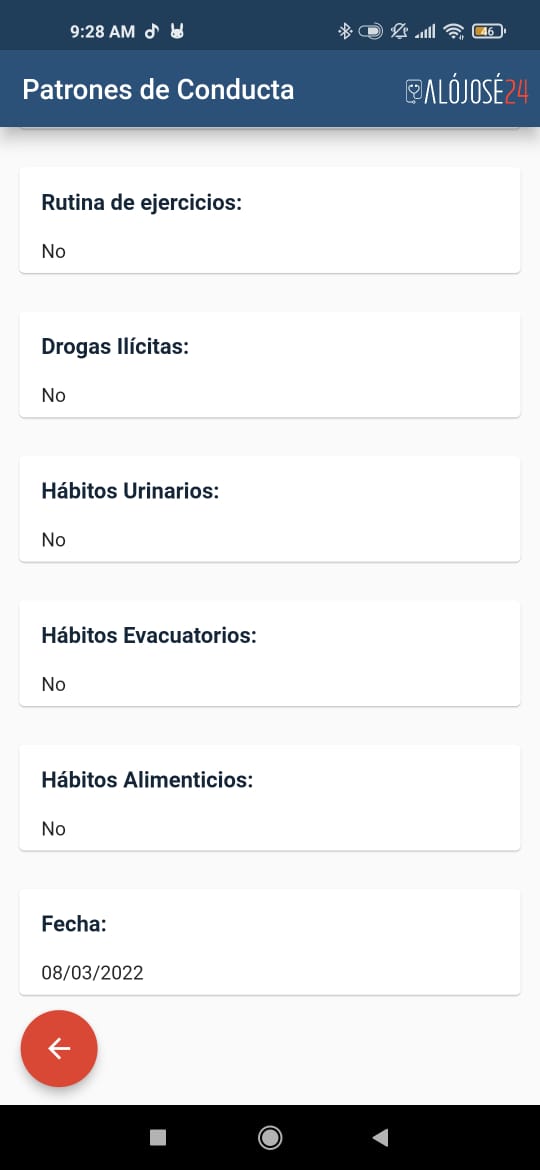 9:28 AM
46
Patrones de Conducta
ALÓJOSÉ24
Rutina de ejercicios:
No
Drogas Ilícitas:
No
Hábitos Urinarios:
No
Hábitos Evacuatorios:
No
Hábitos Alimenticios:
No
Fecha:
08/03/2022